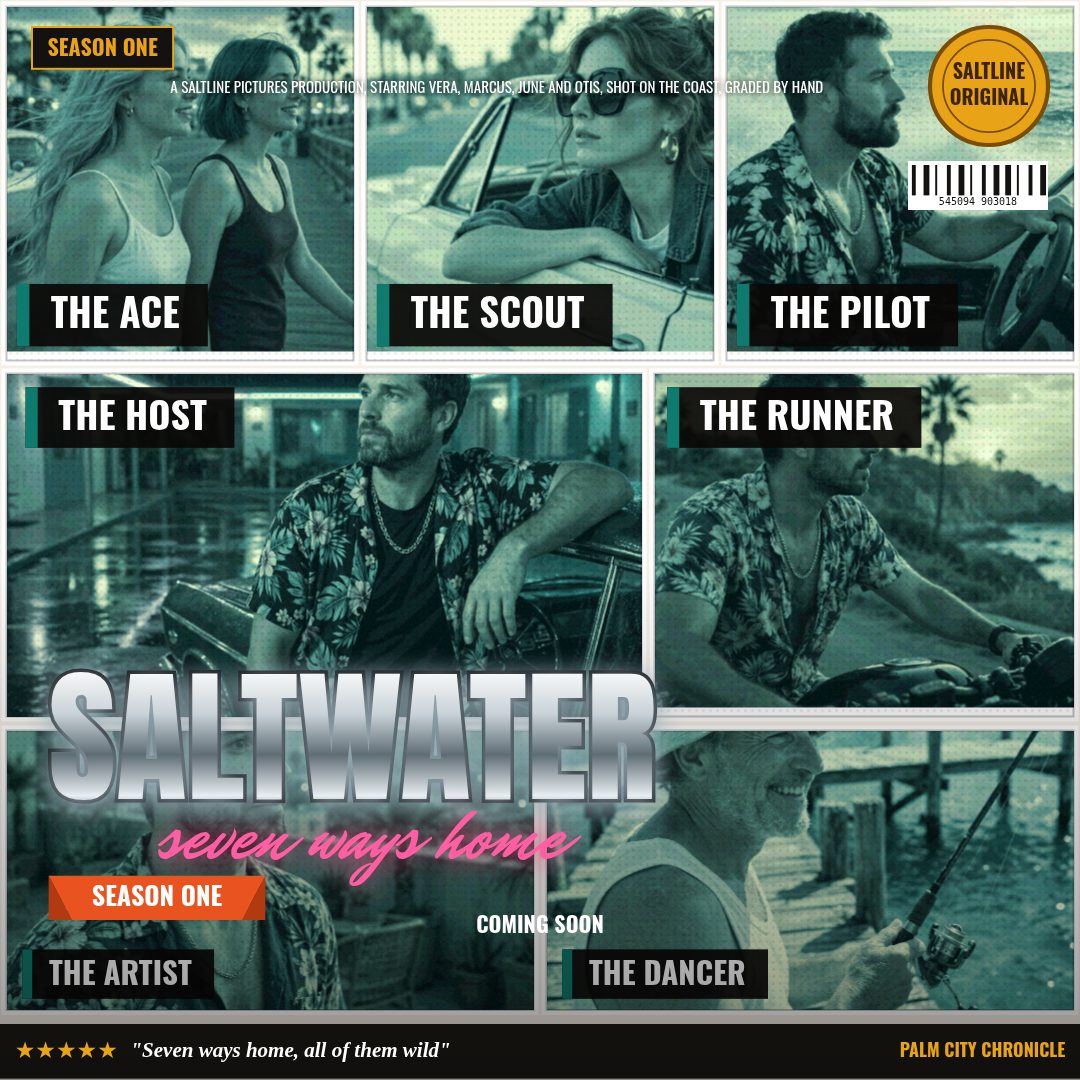 SEASON ONE
A SALTLINE PICTURES PRODUCTION, STARRING VERA, MARCUS, JUNE AND OTIS, SHOT ON THE COAST, GRADED BY HAND
SALTLINE
ORIGINAL
545094 903018
THE ACE
THE SCOUT
THE PILOT
THE HOST
THE RUNNER
SALTWATER
seven ways home
SEASON ONE
COMING SOON
THE ARTIST
THE DANCER
★★★★★ "Seven ways home, all of them wild"
PALM CITY CHRONICLE